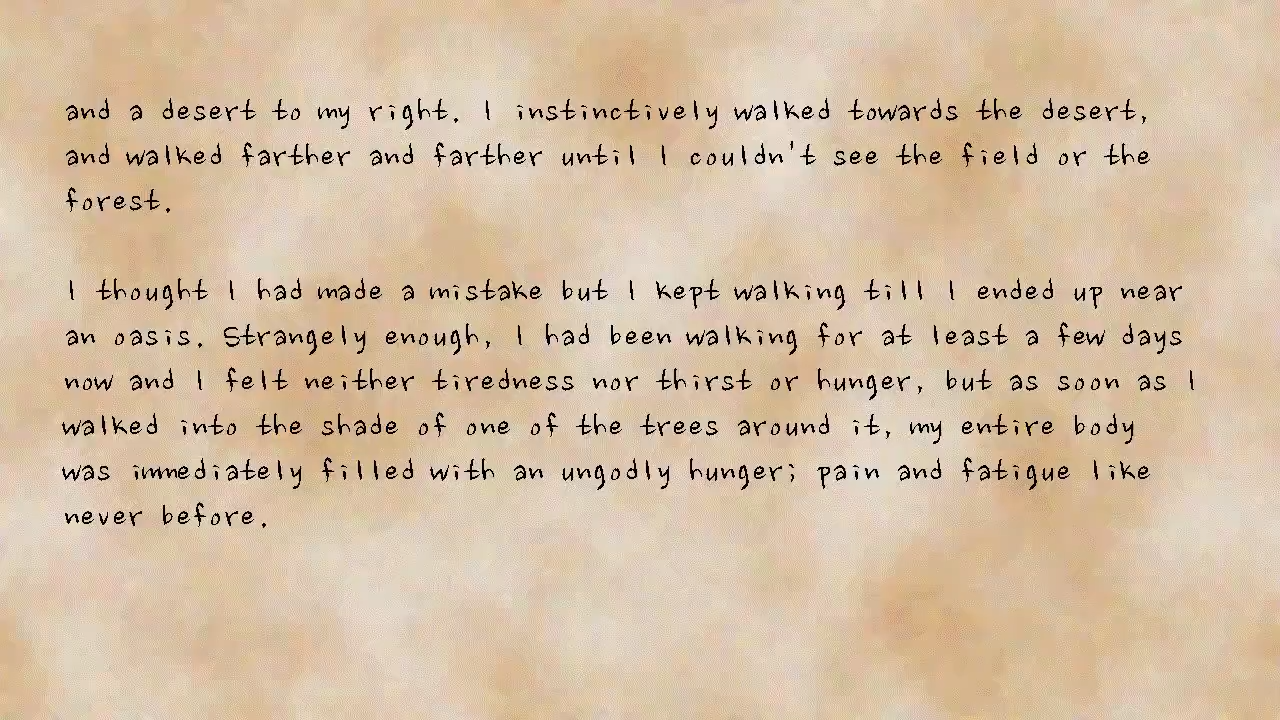 and a desert to my right. I instinctively walked towards the desert,
and walked farther and farther until I couldn't see the field or the
forest.
I thought I had made a mistake but I kept walking till I ended up near
an oasis. Strangely enough, I had been walking for at least a few days
now and I felt neither tiredness nor thirst or hunger, but as soon as I
walked into the shade of one of the trees around it, my entire body
was immediately filled with an ungodly hunger; pain and fatigue like
never before.